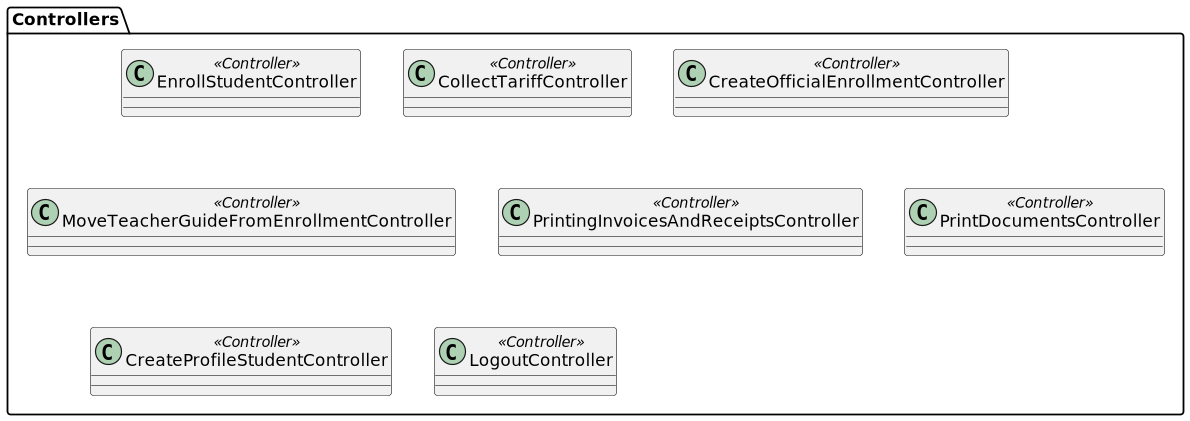 Controllers
«Controller»
C EnrollStudentController
«Controller»
C CollectTariffController
«Controller»
C CreateOfficialEnrollmentController
«Controller»
C MoveTeacherGuideFromEnrollmentController
«Controller»
C PrintingInvoicesAndReceiptsController
«Controller»
C PrintDocumentsController
«Controller»
C CreateProfileStudentController
«Controller»
C LogoutController